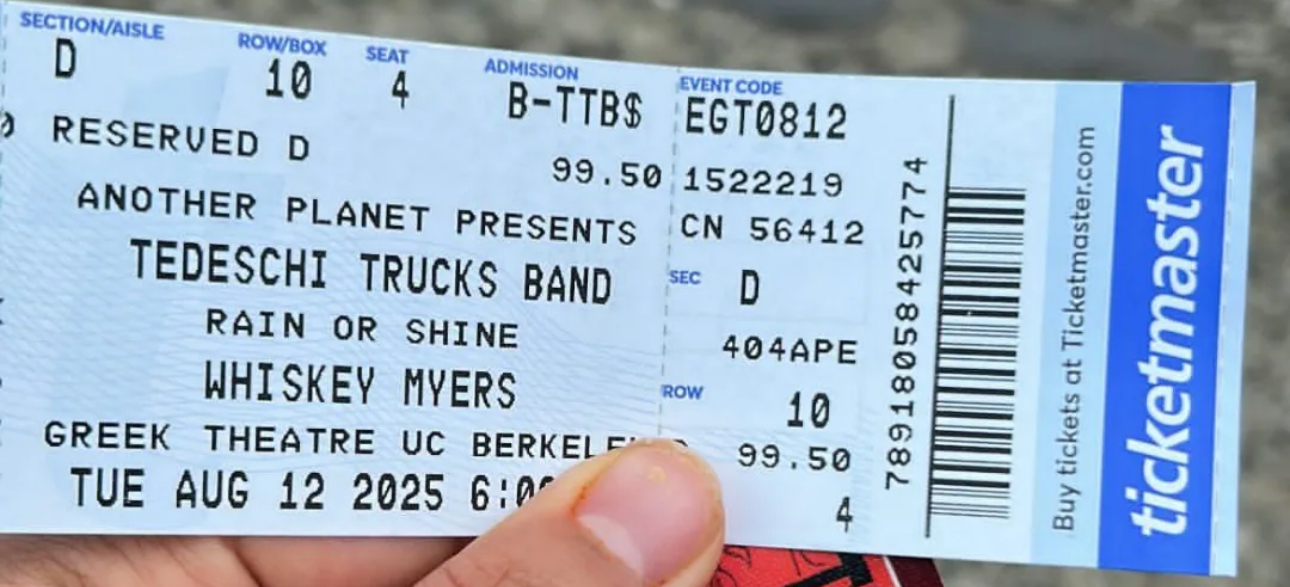 SECTION/AISLE ROW/BOX SEAT ADMISSION
D 10 4 B-TTB$
RESERVED D 99.50
ANOTHER PLANET PRESENTS
TEDESCHI TRUCKS BAND
RAIN OR SHINE
WHISKEY MYERS
GREEK THEATRE UC
TUE AUG 12 2025
EVENT CODE
EGT0812
1522219
CN 56412
SEC D
404APE
ROW 10
99.50
4
789180584425774
Buy tickets at Ticketmaster.com
ticketmaster